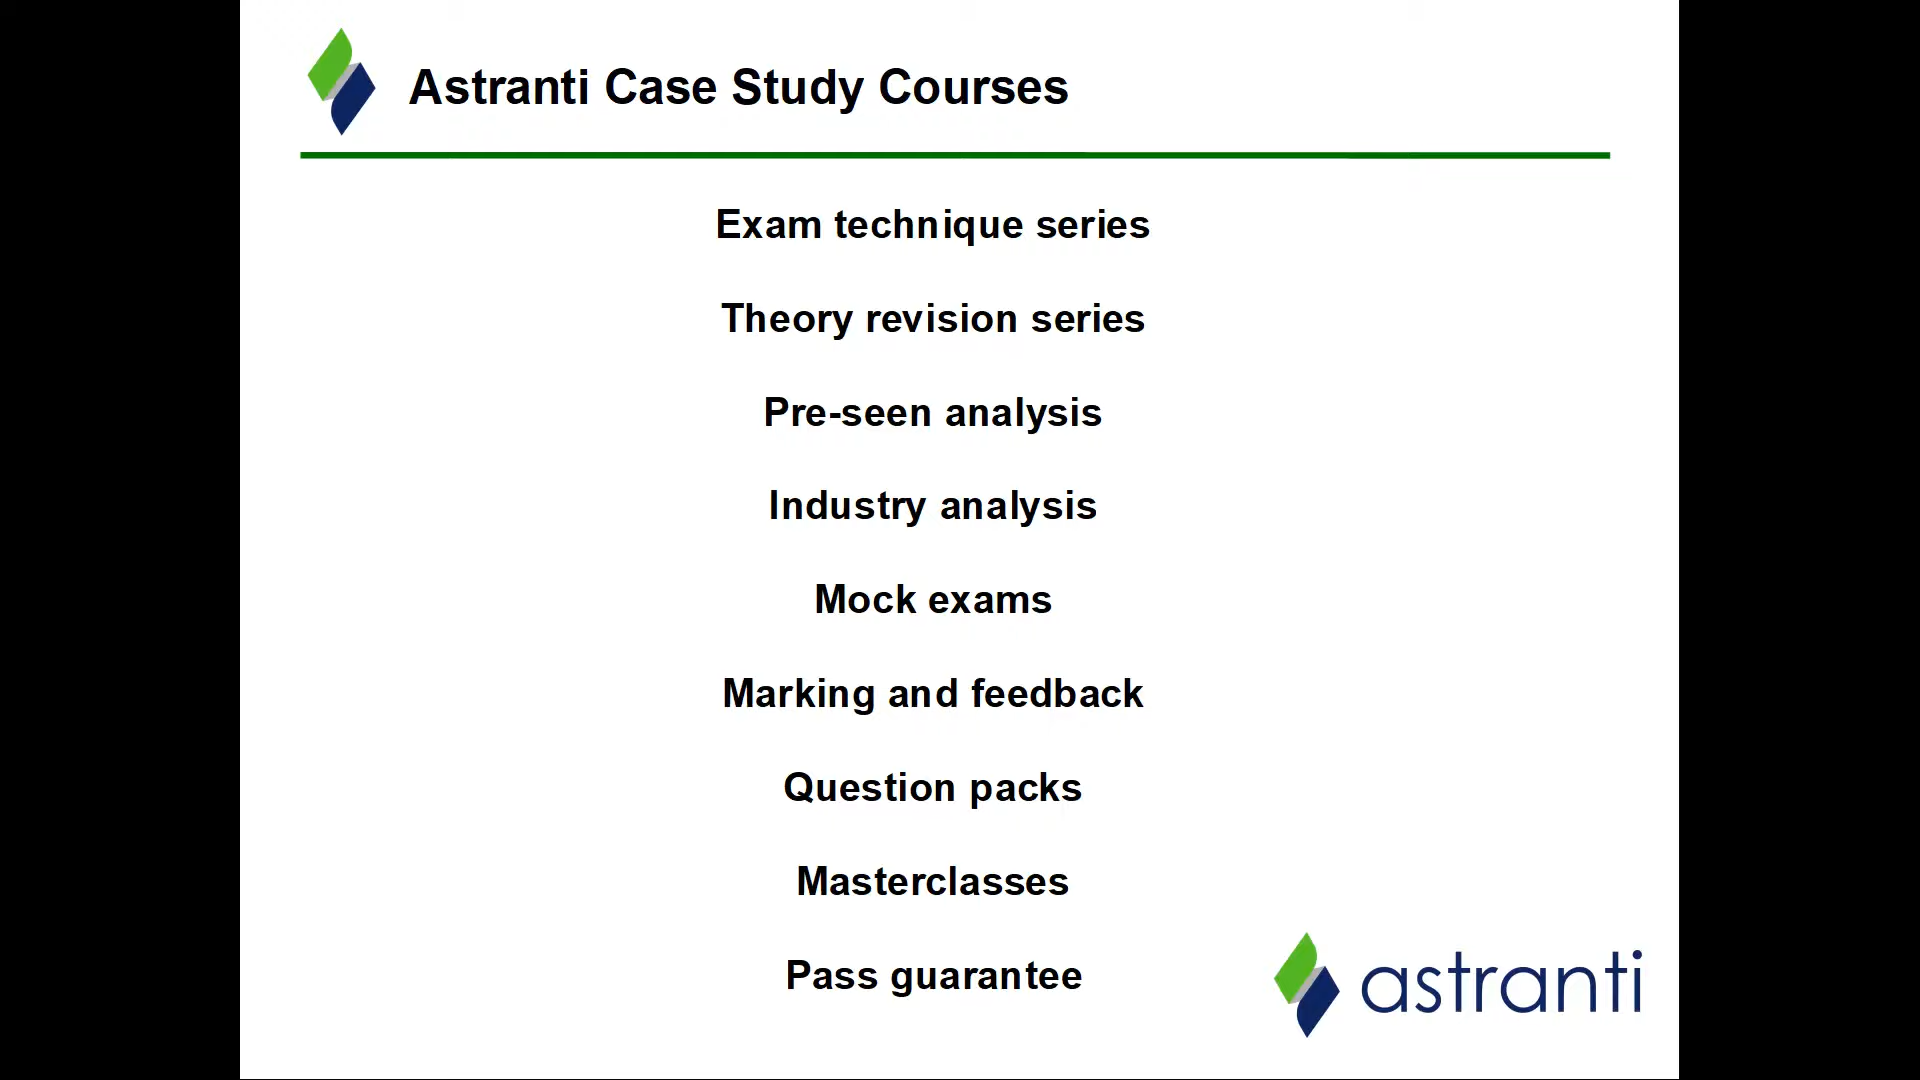 Astranti Case Study Courses
Exam technique series
Theory revision series
Pre-seen analysis
Industry analysis
Mock exams
Marking and feedback
Question packs
Masterclasses
Pass guarantee
astranti